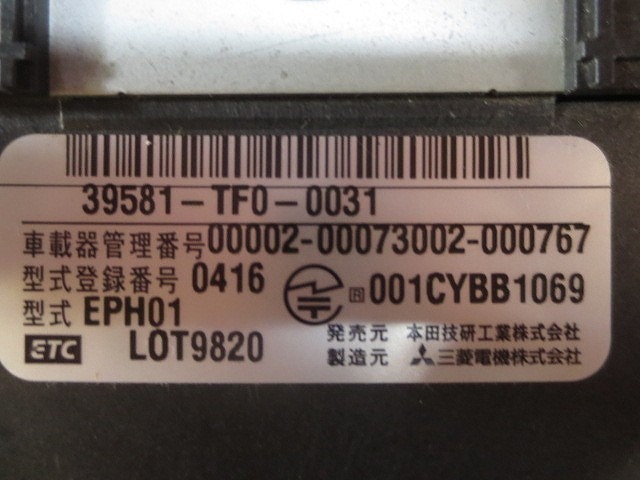 39581-TF0-0031
車載器管理番号00002-00073002-000767
型式登録番号 0416
R 001CYBB1069
型式 EPH01
ETC LOT9820
発売元 本田技研工業株式会社
製造元 三菱電機株式会社